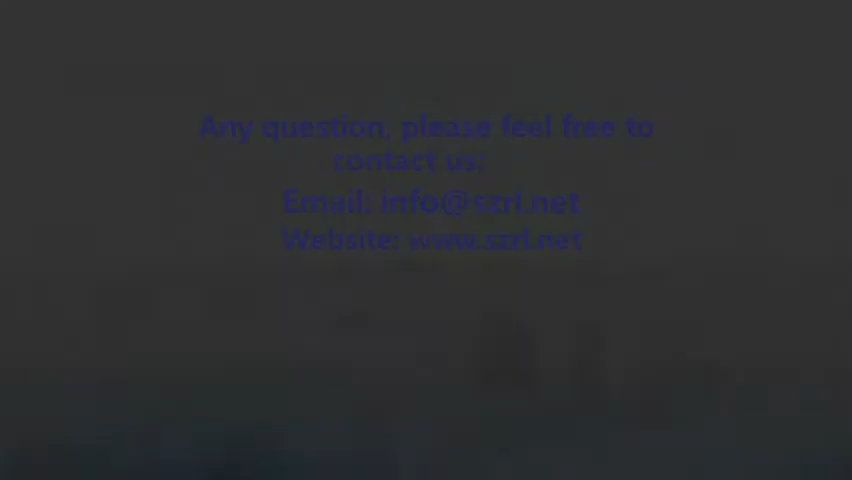 Any question, please feel free to
contact us:
Email: info@szrl.net
Website: www.szrl.net